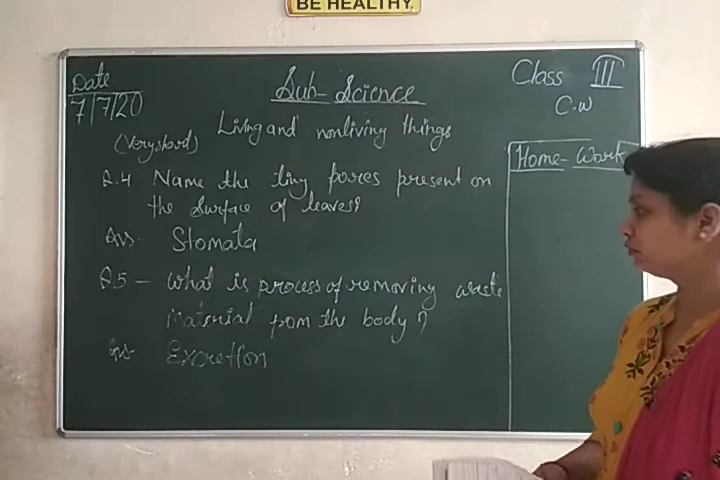 BE HEALTHY.
Date
7/7/20
Sub- Science
Class III
C.W
Living and nonliving things
(Very short)
Home- Work
Q.4 Name the tiny pores present on
the surface of leaves?
Ans. Stomata
Q.5 - What is process of removing waste
Material from the body?
Ans. Excretion